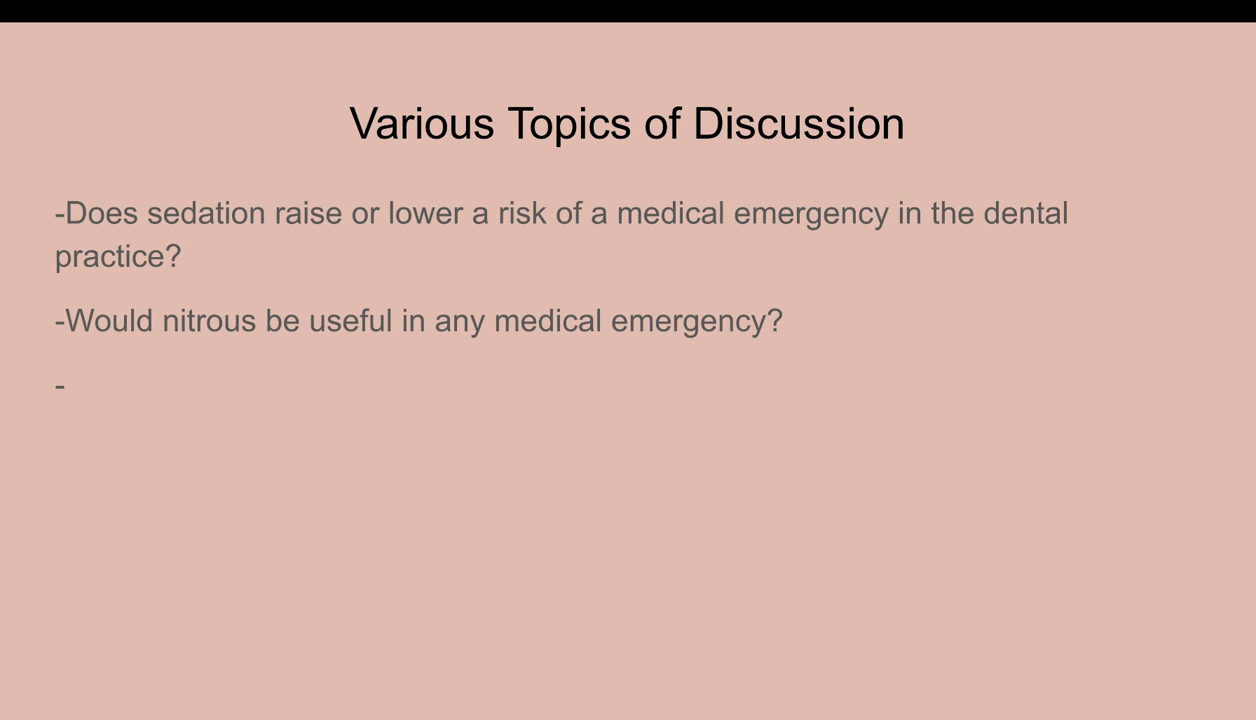 Various Topics of Discussion
-Does sedation raise or lower a risk of a medical emergency in the dental
practice?
-Would nitrous be useful in any medical emergency?
-